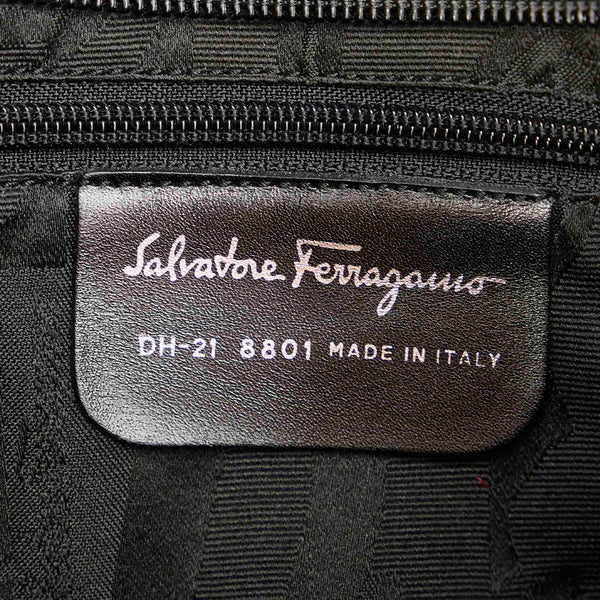 Salvatore Ferragamo
DH-21 8801 MADE IN ITALY